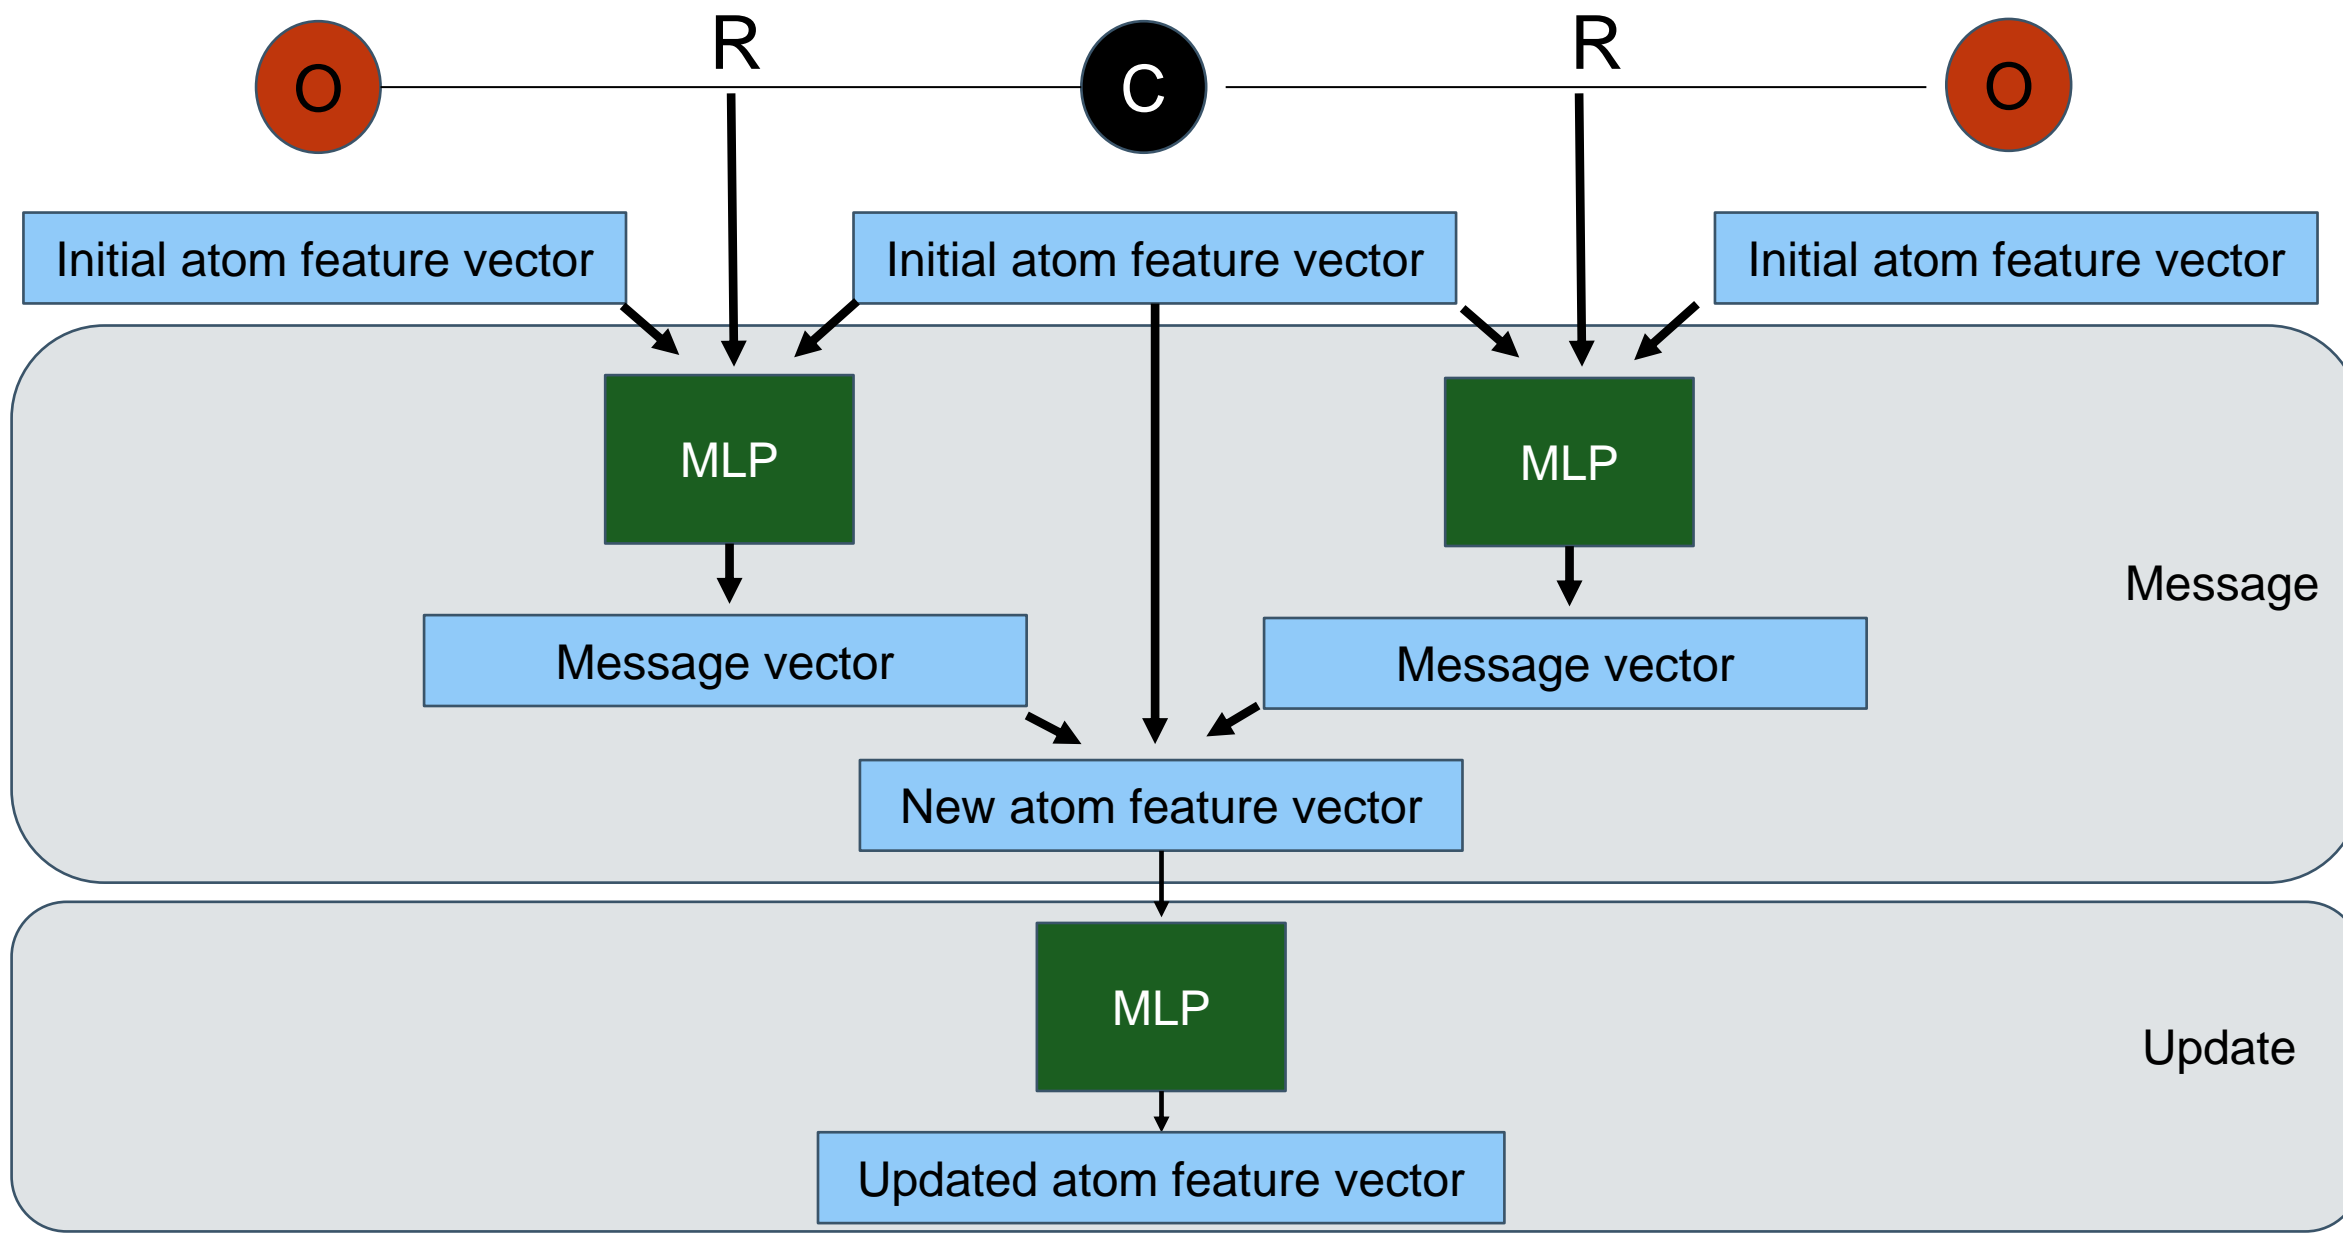 R
R
O
C
O
Initial atom feature vector
Initial atom feature vector
Initial atom feature vector
MLP
MLP
Message
Message vector
Message vector
New atom feature vector
MLP
Update
Updated atom feature vector